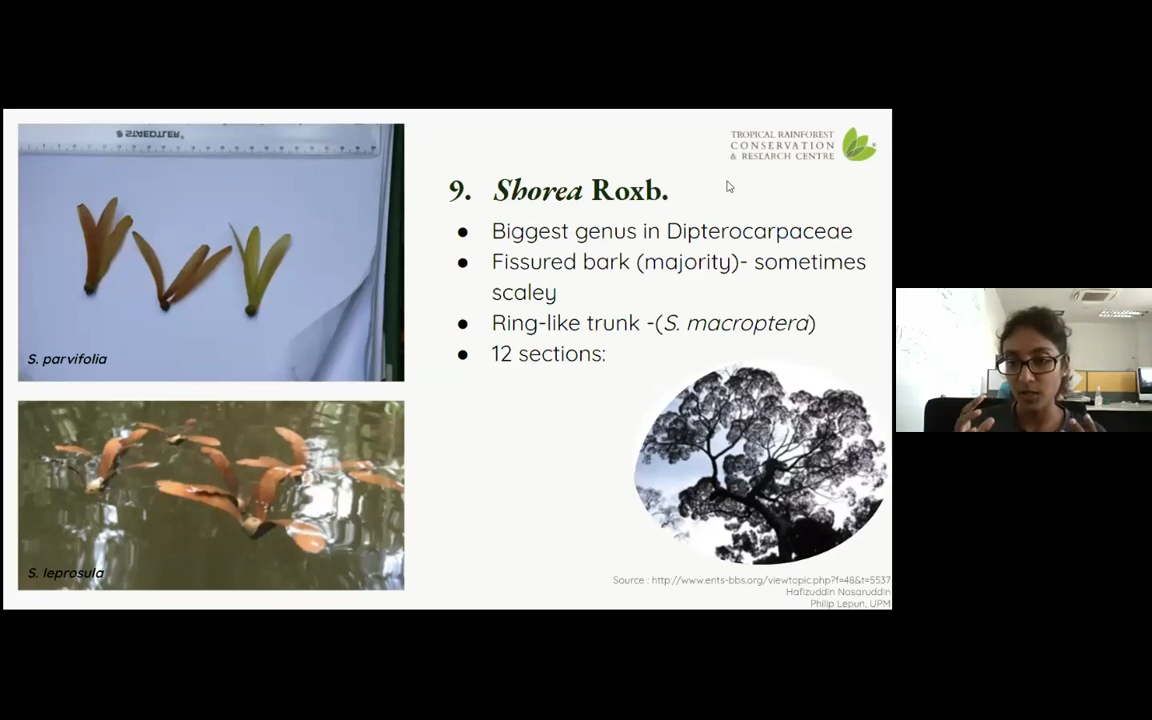 STAEDTLER
S. parvifolia
S. leprosula
TROPICAL RAINFOREST
CONSERVATION
& RESEARCH CENTRE
9. Shorea Roxb.
● Biggest genus in Dipterocarpaceae
● Fissured bark (majority)- sometimes
scaley
● Ring-like trunk -(S. macroptera)
● 12 sections:
Source : http://www.ents-bbs.org/viewtopic.php?f=48&t=5537
Hafizuddin Nasaruddin
Philip Lepun, UPM